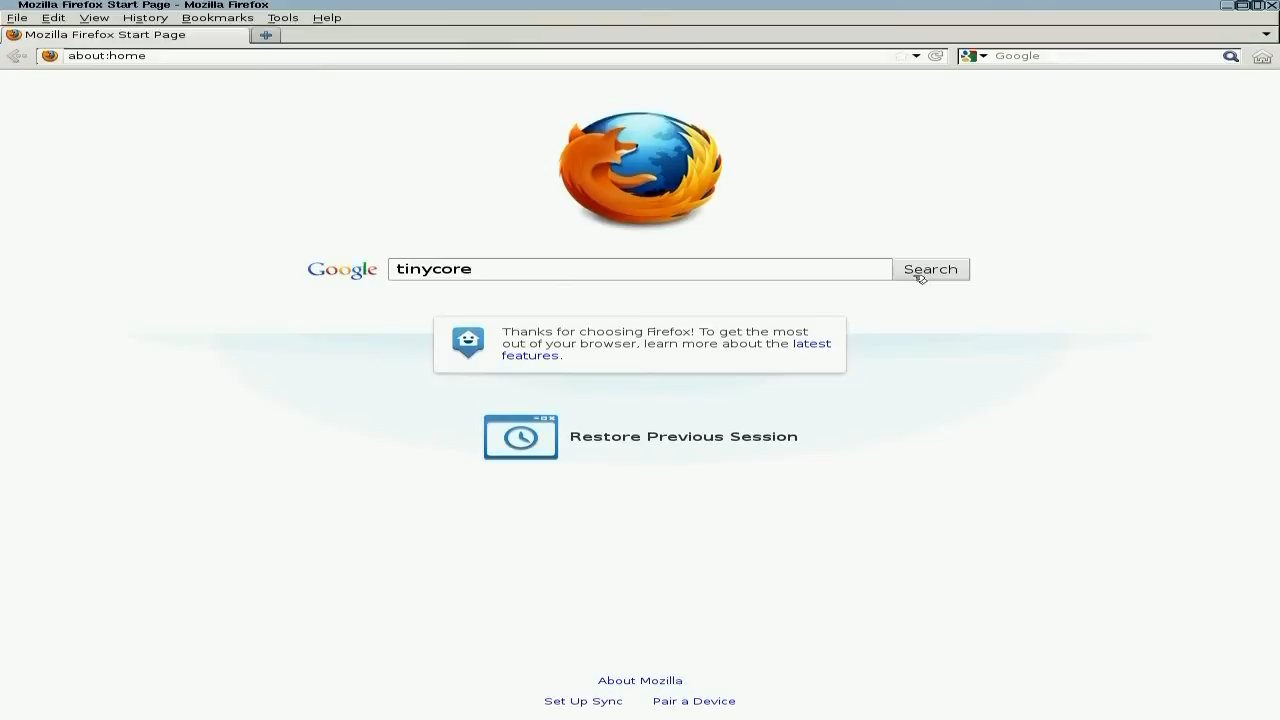 Mozilla Firefox Start Page - Mozilla Firefox
File Edit View History Bookmarks Tools Help
Mozilla Firefox Start Page
about:home Google
Google tinycore Search
Thanks for choosing Firefox! To get the most
out of your browser, learn more about the latest
features.
Restore Previous Session
About Mozilla
Set Up Sync Pair a Device